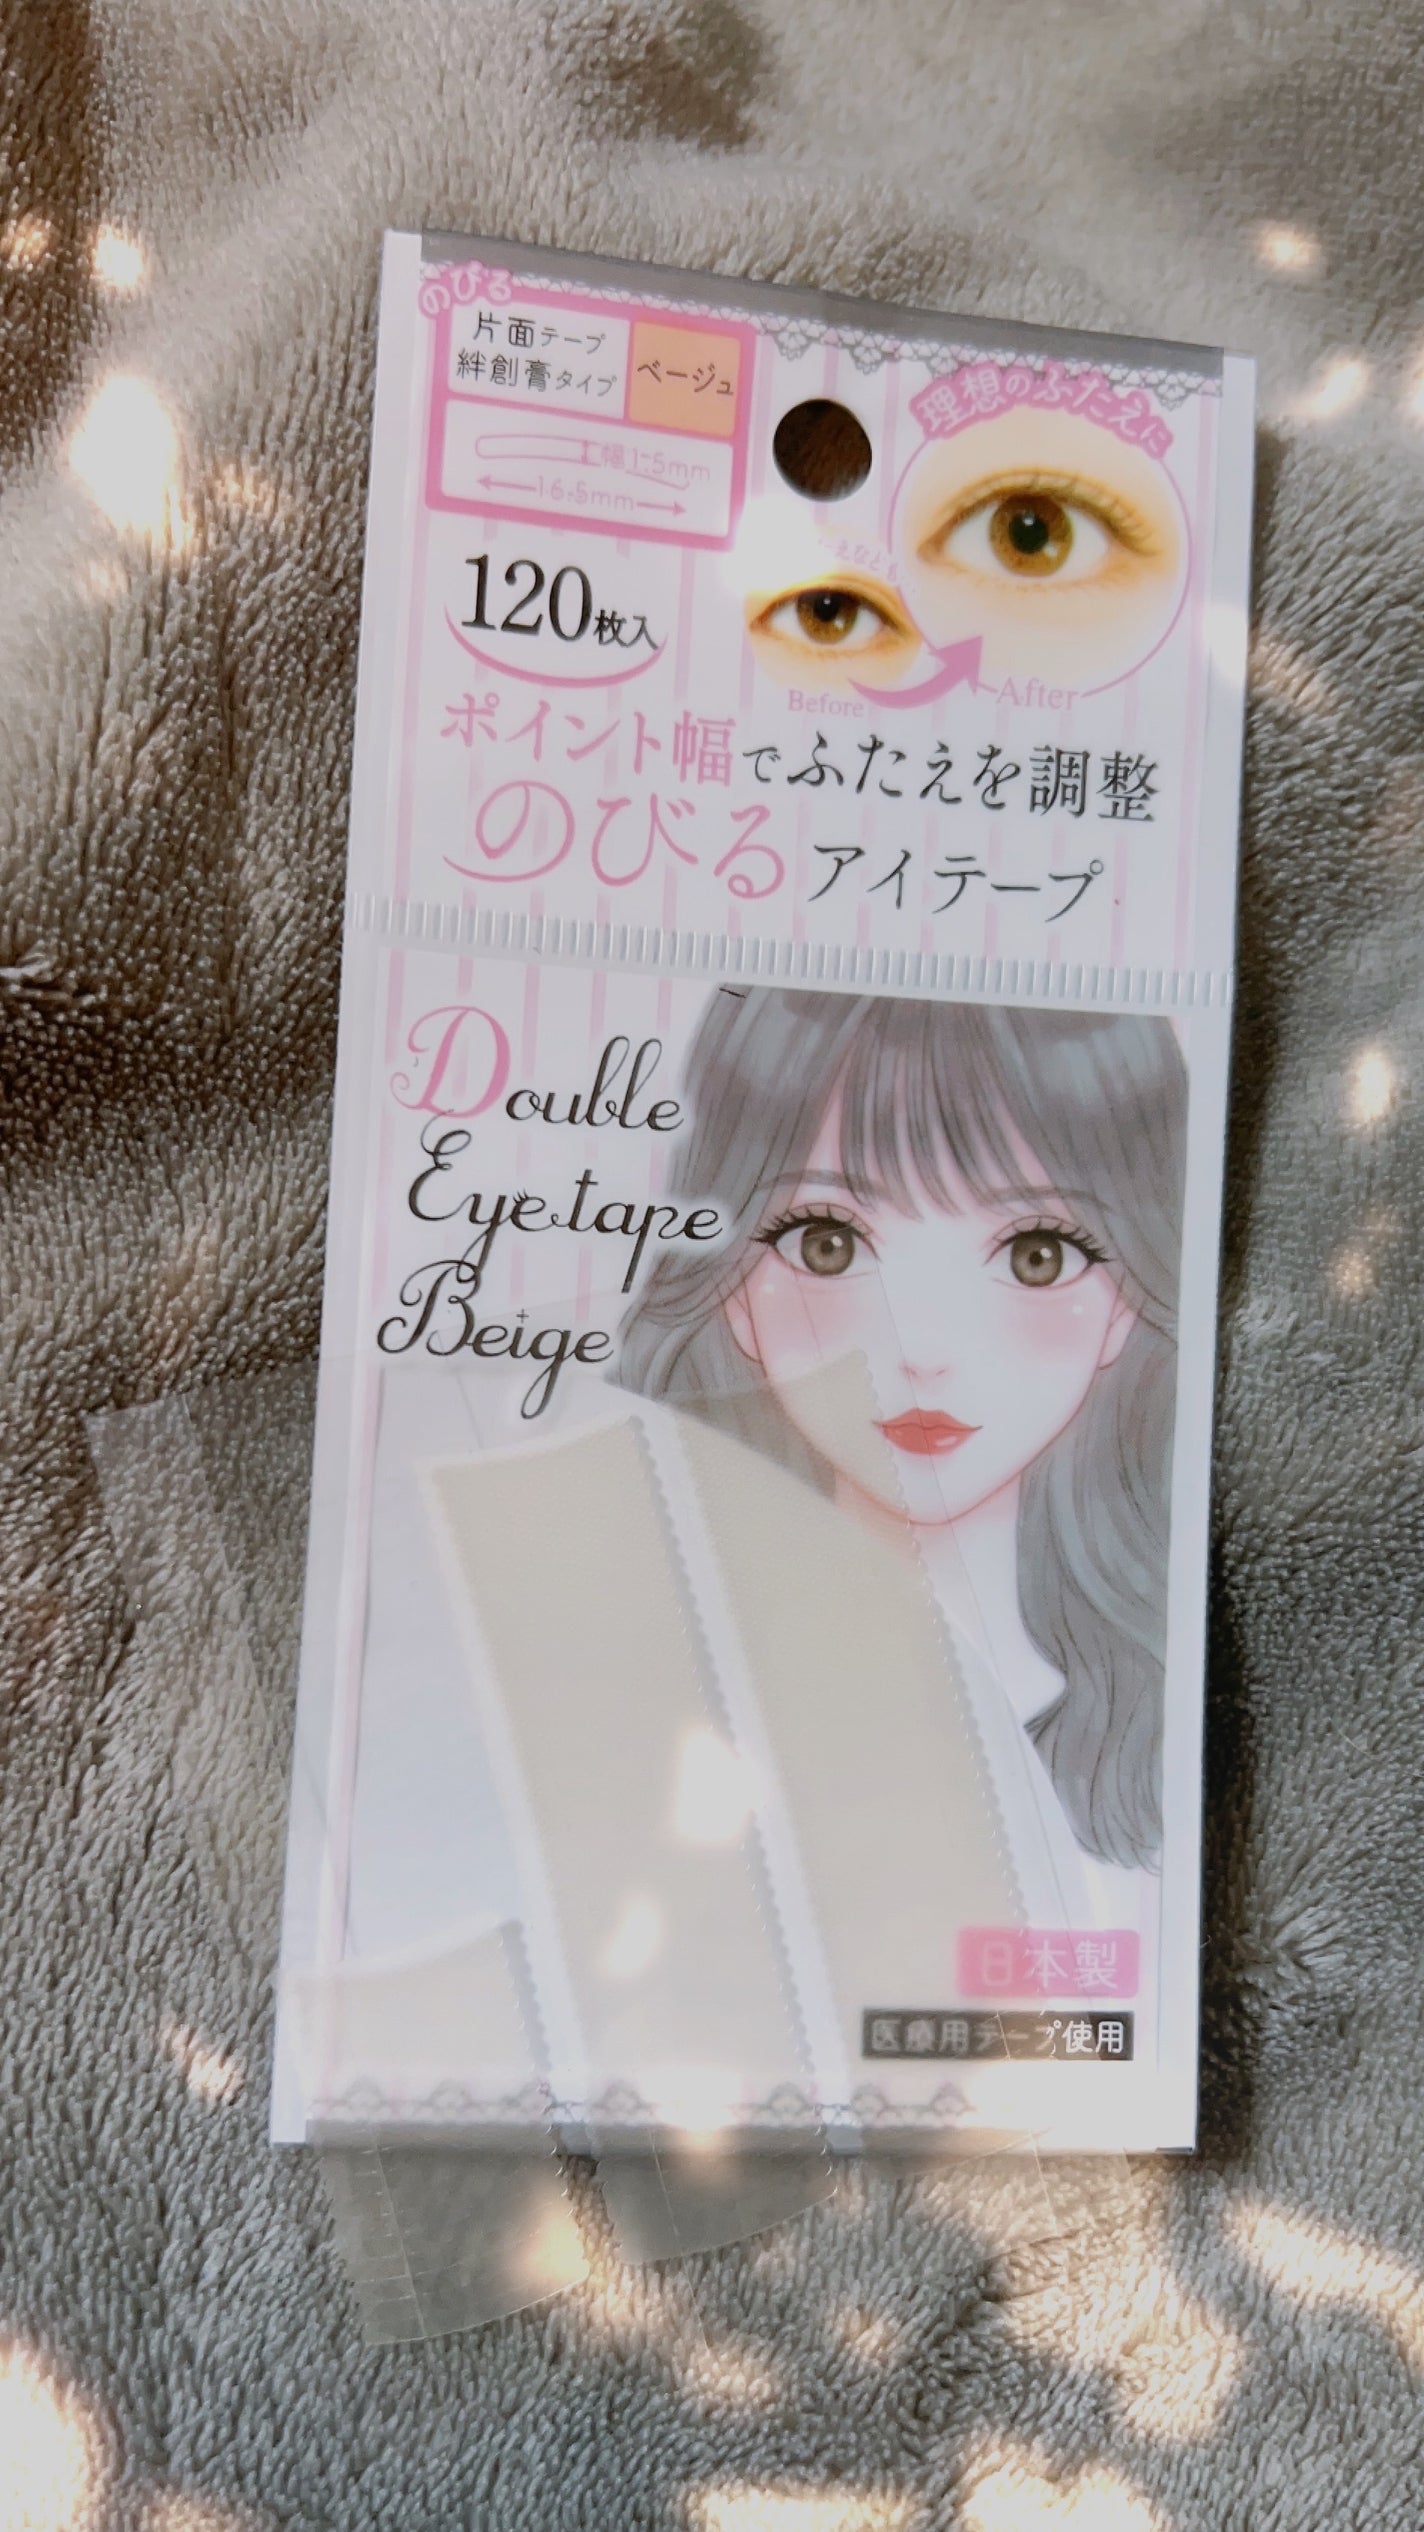 のびる
片面テープ
絆創膏タイプ
ベージュ
幅1.5mm
16.5mm
理想のふたえに
120枚入
Before
After
ポイント幅でふたえを調整
のびるアイテープ
Double
Eyetape
Beige
日本製
医療用テープ使用